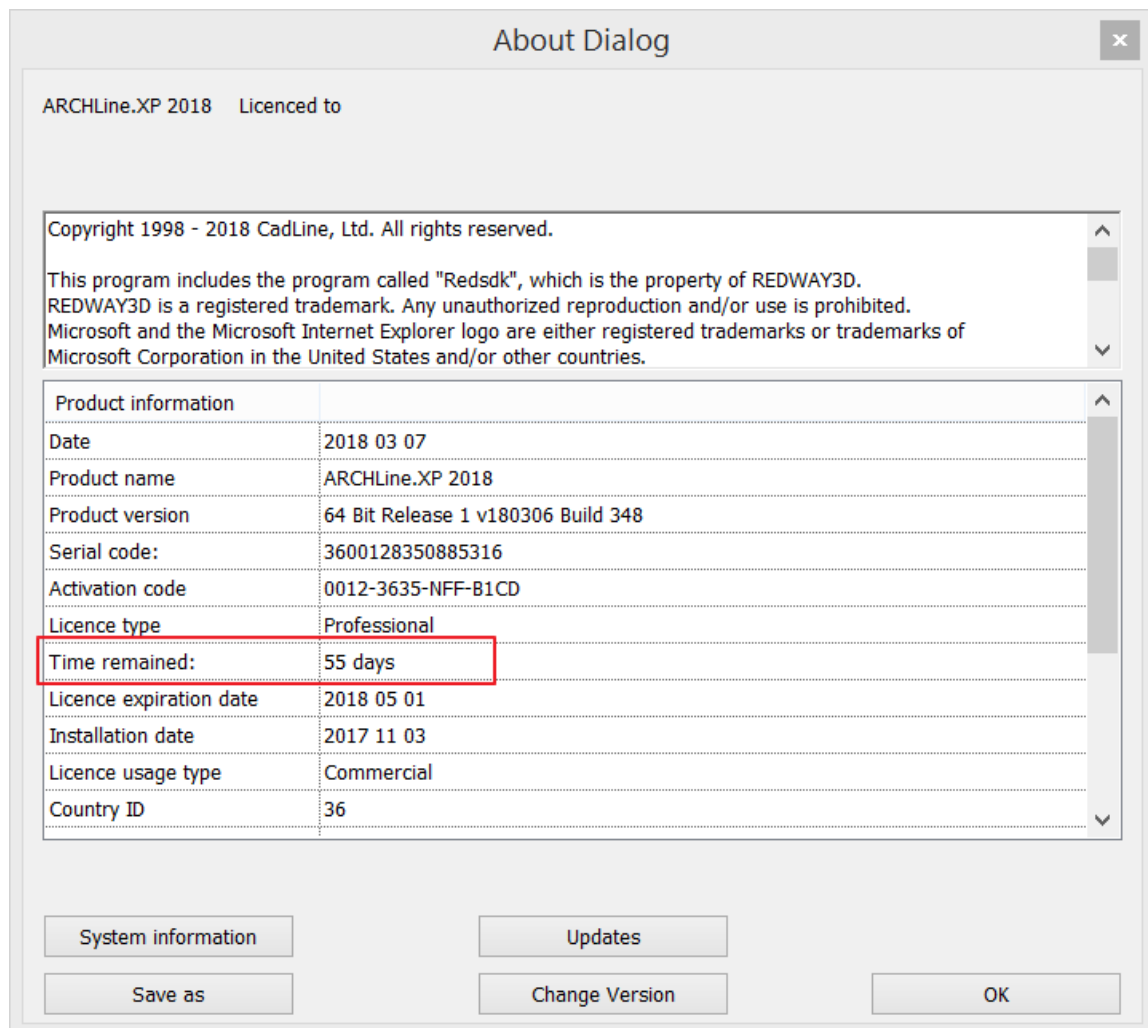 About Dialog
x
ARCHLine.XP 2018 Licenced to
Copyright 1998 - 2018 CadLine, Ltd. All rights reserved.
This program includes the program called "Redsdk", which is the property of REDWAY3D.
REDWAY3D is a registered trademark. Any unauthorized reproduction and/or use is prohibited.
Microsoft and the Microsoft Internet Explorer logo are either registered trademarks or trademarks of
Microsoft Corporation in the United States and/or other countries.
Product information
Date 2018 03 07
Product name ARCHLine.XP 2018
Product version 64 Bit Release 1 v180306 Build 348
Serial code: 3600128350885316
Activation code 0012-3635-NFF-B1CD
Licence type Professional
Time remained: 55 days
Licence expiration date 2018 05 01
Installation date 2017 11 03
Licence usage type Commercial
Country ID 36
System information Updates
Save as Change Version OK